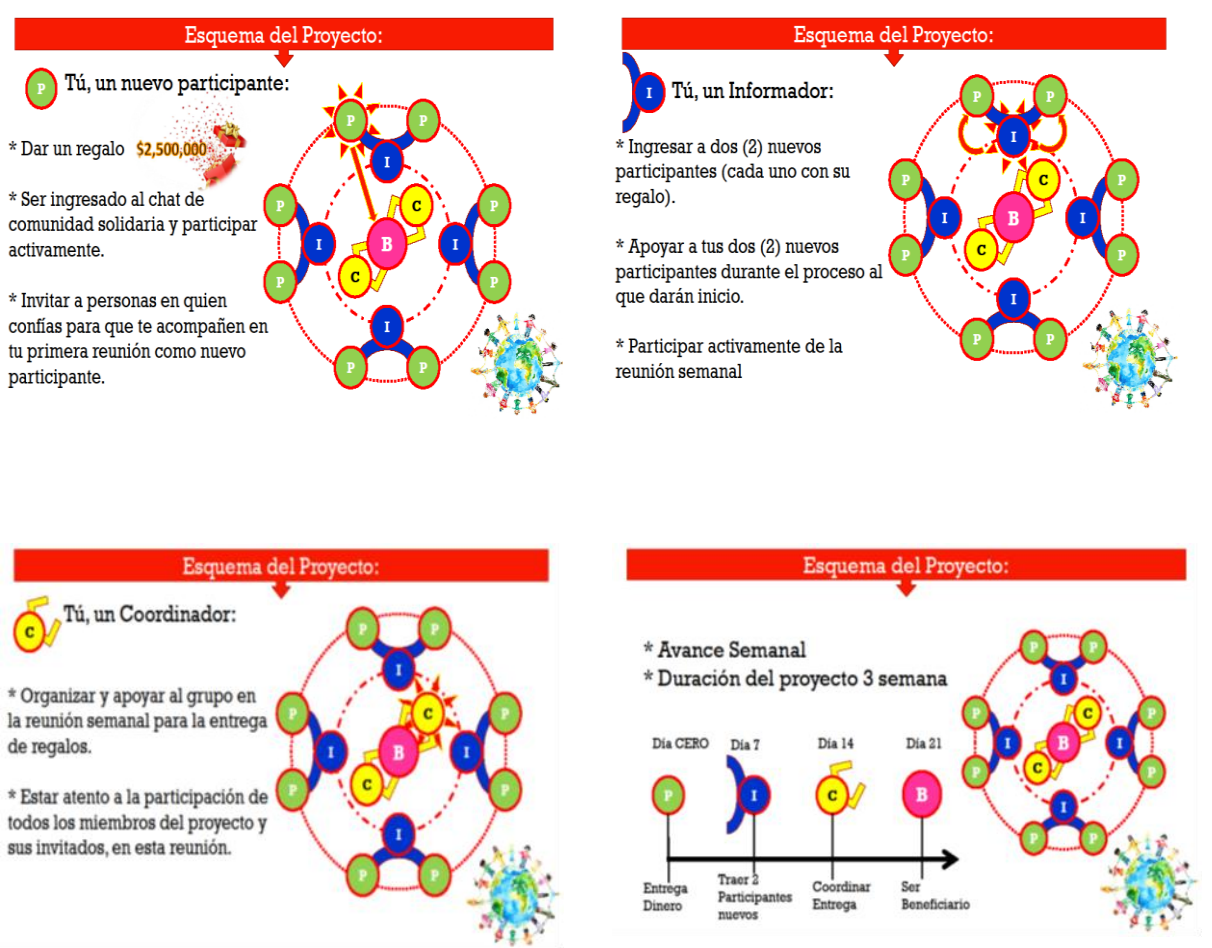 Esquema del Proyecto:
P Tú, un nuevo participante:
* Dar un regalo $2,500,000
* Ser ingresado al chat de
comunidad solidaria y participar
activamente.
* Invitar a personas en quien
confías para que te acompañen en
tu primera reunión como nuevo
participante.
P P
I
P C P
I B I
P C P
I
P P
Esquema del Proyecto:
I Tú, un Informador:
* Ingresar a dos (2) nuevos
participantes (cada uno con su
regalo).
* Apoyar a tus dos (2) nuevos
participantes durante el proceso al
que darán inicio.
* Participar activamente de la
reunión semanal
P P
I
P C P
I B I
P C P
I
P P
Esquema del Proyecto:
C Tú, un Coordinador:
* Organizar y apoyar al grupo en
la reunión semanal para la entrega
de regalos.
* Estar atento a la participación de
todos los miembros del proyecto y
sus invitados, en esta reunión.
P P
I
P C P
I B I
P C P
I
P P
Esquema del Proyecto:
* Avance Semanal
* Duración del proyecto 3 semana
Día CERO Día 7 Día 14 Día 21
P I C B
Entrega
Dinero
Traer 2
Participantes
nuevos
Coordinar
Entrega
Ser
Beneficiario
P P
I
P C P
I B I
P C P
I
P P